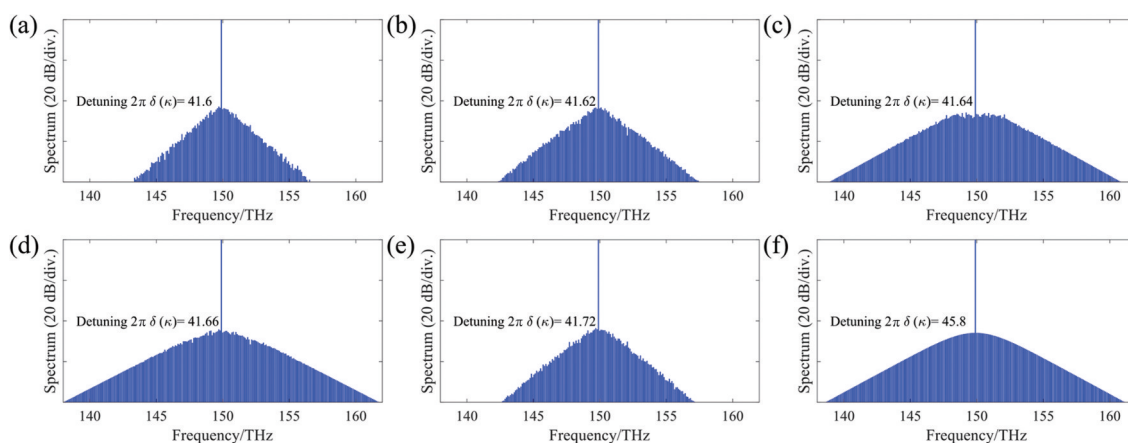 (a)
Spectrum (20 dB/div.)
Detuning 2π δ (κ)= 41.6
140 145 150 155 160
Frequency/THz
(b)
Spectrum (20 dB/div.)
Detuning 2π δ (κ)= 41.62
140 145 150 155 160
Frequency/THz
(c)
Spectrum (20 dB/div.)
Detuning 2π δ (κ)= 41.64
140 145 150 155 160
Frequency/THz
(d)
Spectrum (20 dB/div.)
Detuning 2π δ (κ)= 41.66
140 145 150 155 160
Frequency/THz
(e)
Spectrum (20 dB/div.)
Detuning 2π δ (κ)= 41.72
140 145 150 155 160
Frequency/THz
(f)
Spectrum (20 dB/div.)
Detuning 2π δ (κ)= 45.8
140 145 150 155 160
Frequency/THz